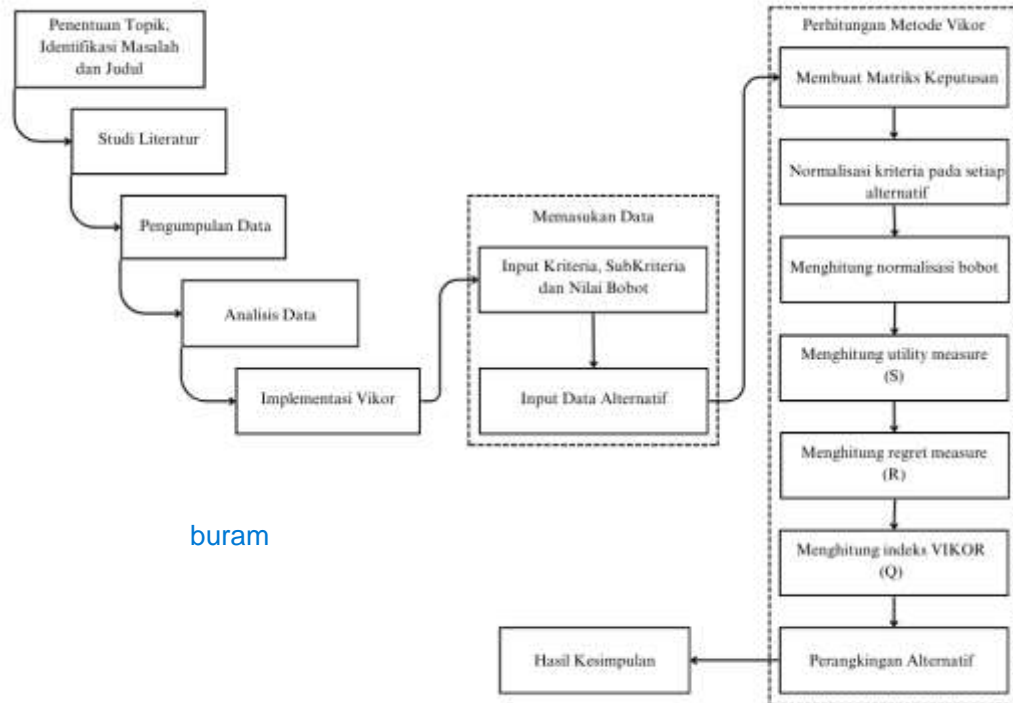 Penentuan Topik,
Identifikasi Masalah
dan Judul
Studi Literatur
Pengumpulan Data
Analisis Data
Implementasi Vikor
Memasukan Data
Input Kriteria, SubKriteria
dan Nilai Bobot
Input Data Alternatif
Perhitungan Metode Vikor
Membuat Matriks Keputusan
Normalisasi kriteria pada setiap
alternatif
Menghitung normalisasi bobot
Menghitung utility measure
(S)
Menghitung regret measure
(R)
Menghitung indeks VIKOR
(Q)
Perangkingan Alternatif
Hasil Kesimpulan
buram